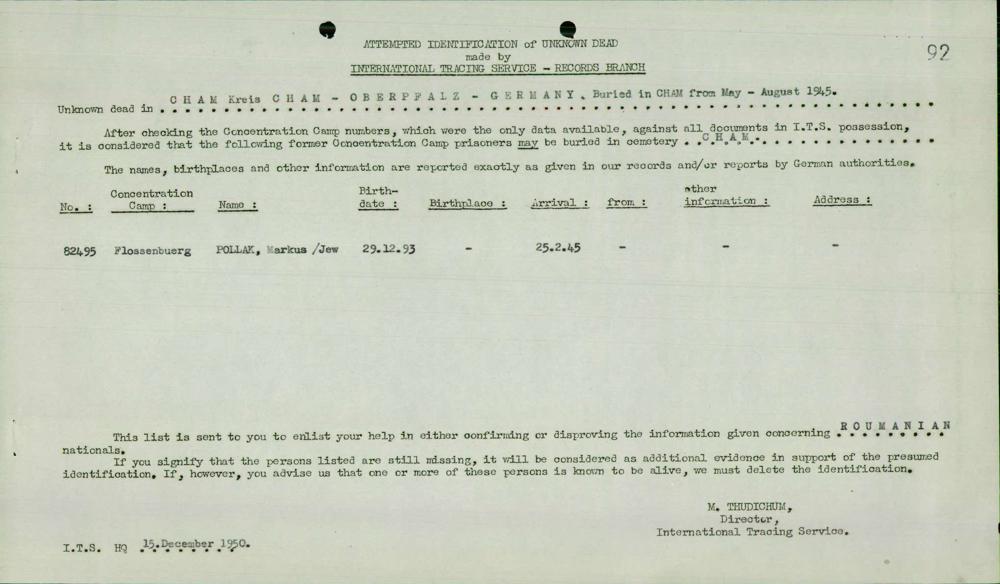 92
ATTEMPTED IDENTIFICATION of UNKNOWN DEAD
made by
INTERNATIONAL TRACING SERVICE - RECORDS BRANCH
Unknown dead in . CHAM Kreis CHAM - OBERPFALZ - GERMANY. Buried in CHAM from May - August 1945.
After checking the Concentration Camp numbers, which were the only data available, against all documents in I.T.S. possession,
it is considered that the following former Concentration Camp prisoners may be buried in cemetery . . C.H.A.M. . . . . . . . . . . . . . .
The names, birthplaces and other information are reported exactly as given in our records and/or reports by German authorities.
No. : Concentration Camp : Name : Birth-date : Birthplace : Arrival : from : other information : Address :
82495 Flossenbuerg POLLAK, Markus /Jew 29.12.93 - 25.2.45 - - -
This list is sent to you to enlist your help in either confirming or disproving the information given concerning ROUMANIAN
nationals.
If you signify that the persons listed are still missing, it will be considered as additional evidence in support of the presumed
identification. If, however, you advise us that one or more of these persons is known to be alive, we must delete the identification.
M. THUDICHUM,
Director,
International Tracing Service.
I.T.S. HQ 15.December 1950.